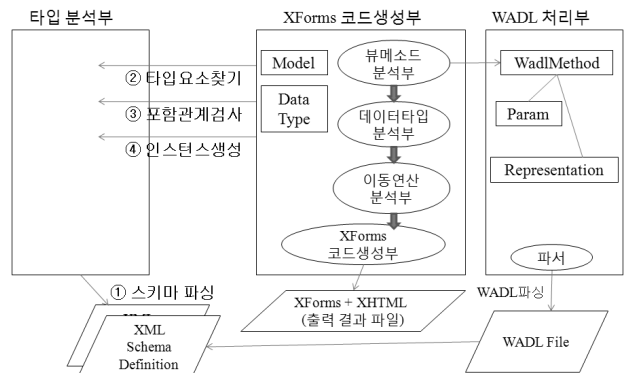 타입 분석부
XForms 코드생성부
WADL 처리부
Model
뷰메소드
분석부
WadlMethod
② 타입요소찾기
Data
Type
③ 포함관계검사
데이터타입
분석부
Param
④ 인스턴스생성
이동연산
분석부
Representation
XForms
코드생성부
파서
① 스키마 파싱
WADL파싱
XForms + XHTML
(출력 결과 파일)
XML
Schema
Definition
WADL File